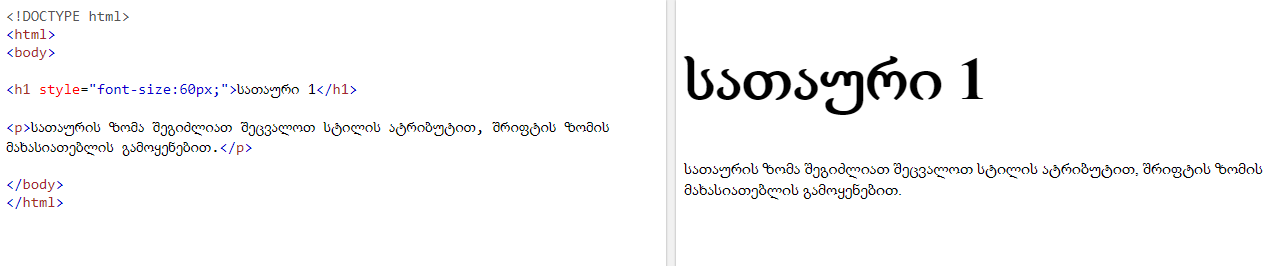 <!DOCTYPE html>
<html>
<body>
<h1 style="font-size:60px;">სათაური 1</h1>
<p>სათაურის ზომა შეგიძლიათ შეცვალოთ სტილის ატრიბუტით, შრიფტის ზომის
მახასიათებლის გამოყენებით.</p>
</body>
</html>
სათაური 1
სათაურის ზომა შეგიძლიათ შეცვალოთ სტილის ატრიბუტით, შრიფტის ზომის
მახასიათებლის გამოყენებით.